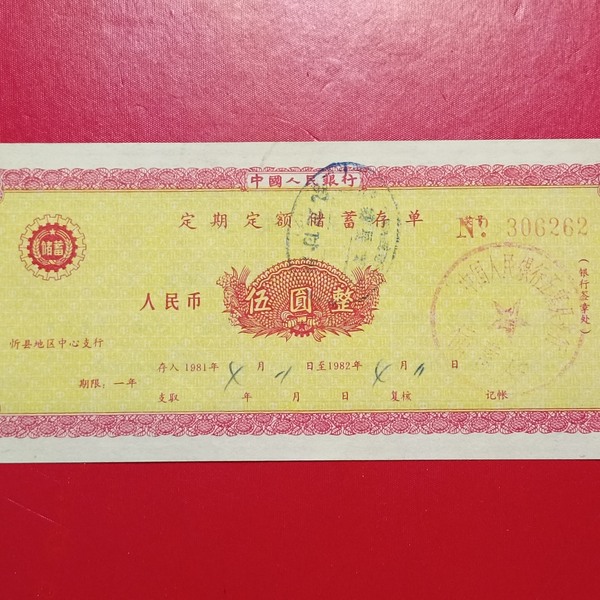 中國人民銀行
定期定额储蓄存单
№ 306262
储蓄
人民币 伍圓整
（银行签章处）
忻县地区中心支行
存入1981年 月 日至1982年 月 日
期限：一年
支取 年 月 日 复核 记帐